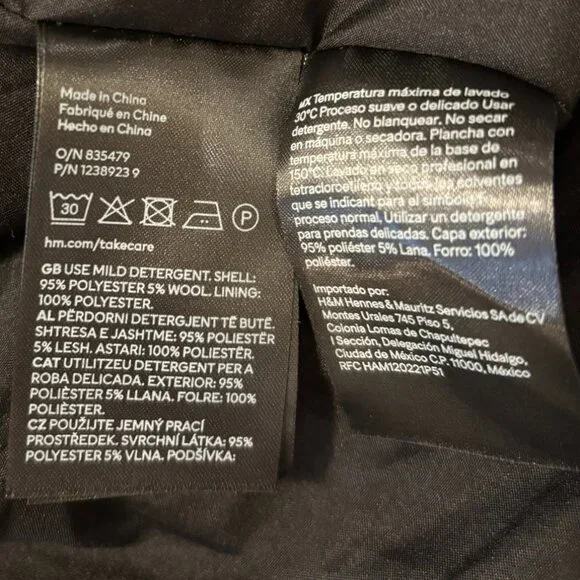 Made in China
Fabriqué en Chine
Hecho en China
O/N 835479
P/N 1238923 9
30
P
hm.com/takecare
GB USE MILD DETERGENT. SHELL:
95% POLYESTER 5% WOOL. LINING:
100% POLYESTER.
AL PËRDORNI DETERGJENT TË BUTË.
SHTRESA E JASHTME: 95% POLIESTËR
5% LESH. ASTARI: 100% POLIESTËR.
CAT UTILITZEU DETERGENT PER A
ROBA DELICADA. EXTERIOR: 95%
POLIÈSTER 5% LLANA. FOLRE: 100%
POLIÈSTER.
CZ POUŽIJTE JEMNÝ PRACÍ
PROSTŘEDEK. SVRCHNÍ LÁTKA: 95%
POLYESTER 5% VLNA. PODŠÍVKA:
MX Temperatura máxima de lavado
30°C Proceso suave o delicado Usar
detergente. No blanquear. No secar
en máquina o secadora. Plancha con
temperatura máxima de la base de
150°C. Lavado en seco profesional en
tetracloroetileno y todos los solventes
que se indicant para el símbolo
proceso normal. Utilizar un detergente
para prendas delicadas. Capa exterior:
95% poliéster 5% Lana. Forro: 100%
poliéster.
Importado por:
H&M Hennes & Mauritz Servicios SA de CV
Montes Urales 745 Piso 5,
Colonia Lomas de Chapultepec
I Sección, Delegación Miguel Hidalgo,
Ciudad de México C.P. 11000, México
RFC HAM120221P51